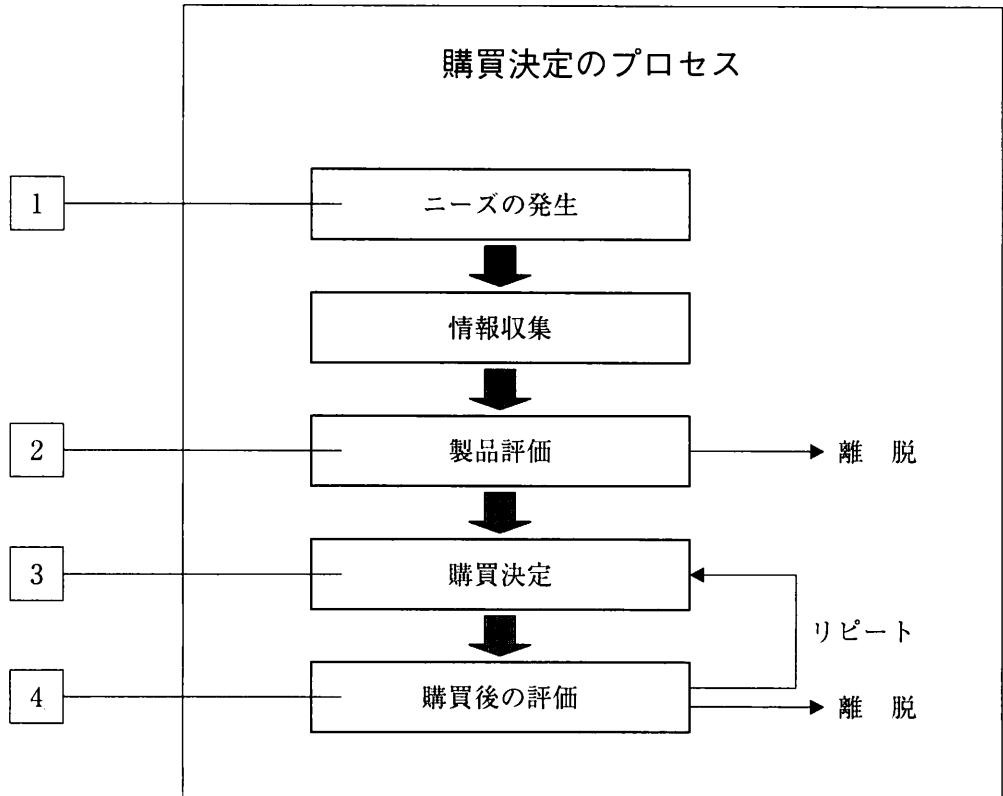 購買決定のプロセス
1
ニーズの発生
情報収集
2
製品評価
離 脱
3
購買決定
リピート
4
購買後の評価
離 脱